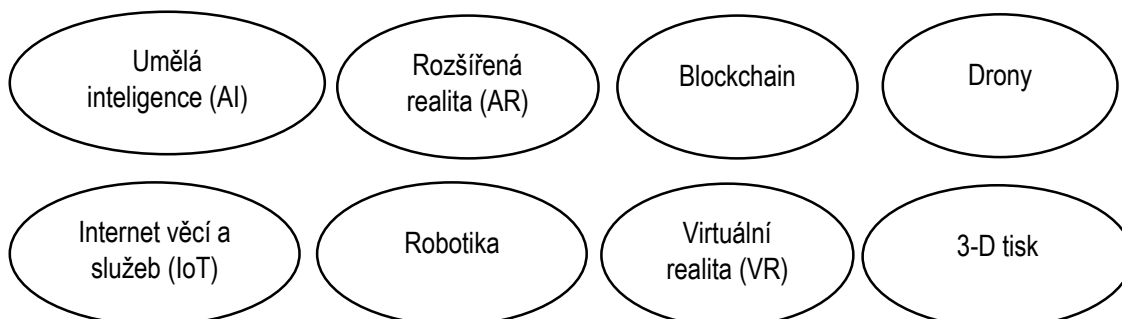 Umělá
inteligence (AI)
Rozšířená
realita (AR)
Blockchain
Drony
Internet věcí a
služeb (IoT)
Robotika
Virtuální
realita (VR)
3-D tisk